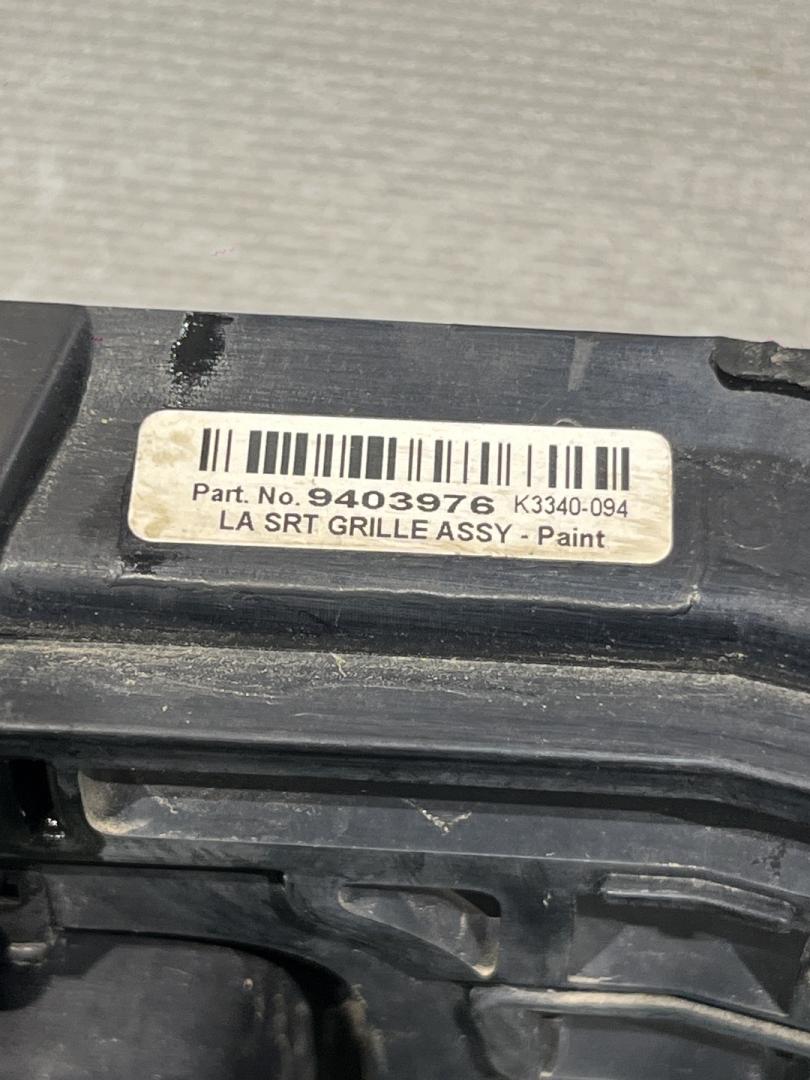 Part. No. 9403976 K3340-094
LA SRT GRILLE ASSY - Paint